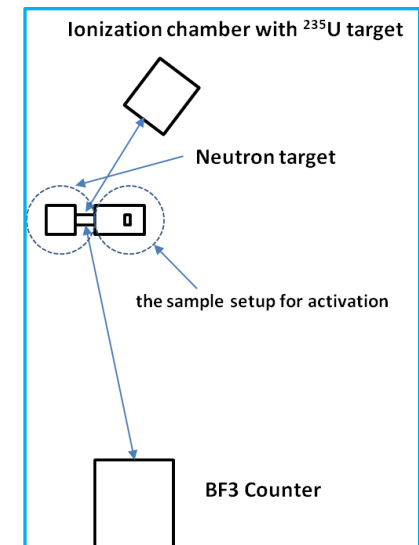 Ionization chamber with ²³⁵U target
Neutron target
the sample setup for activation
BF3 Counter